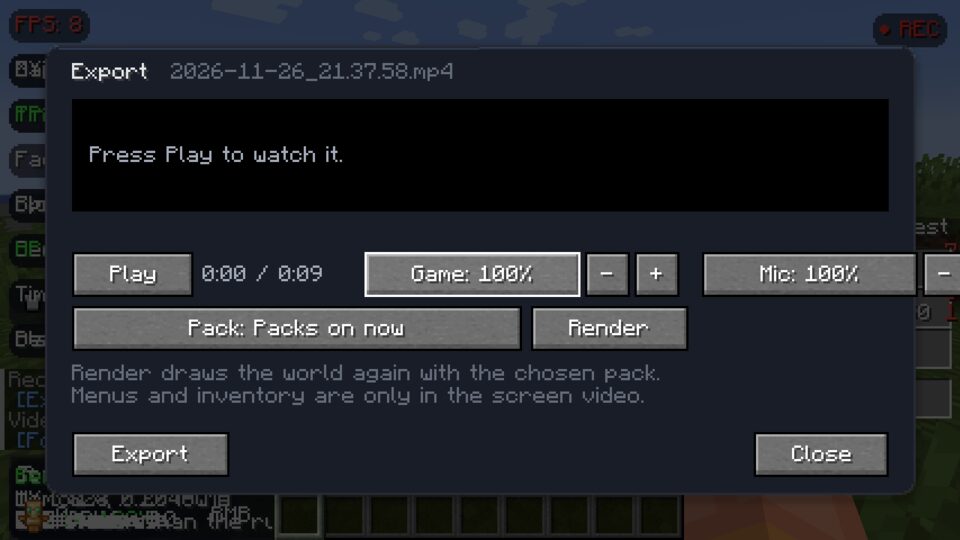 FPS: 8
REC
Export 2026-11-26_21.37.58.mp4
Press Play to watch it.
Play 0:00 / 0:09 Game: 100% - + Mic: 100% -
Pack: Packs on now Render
Render draws the world again with the chosen pack.
Menus and inventory are only in the screen video.
Export Close